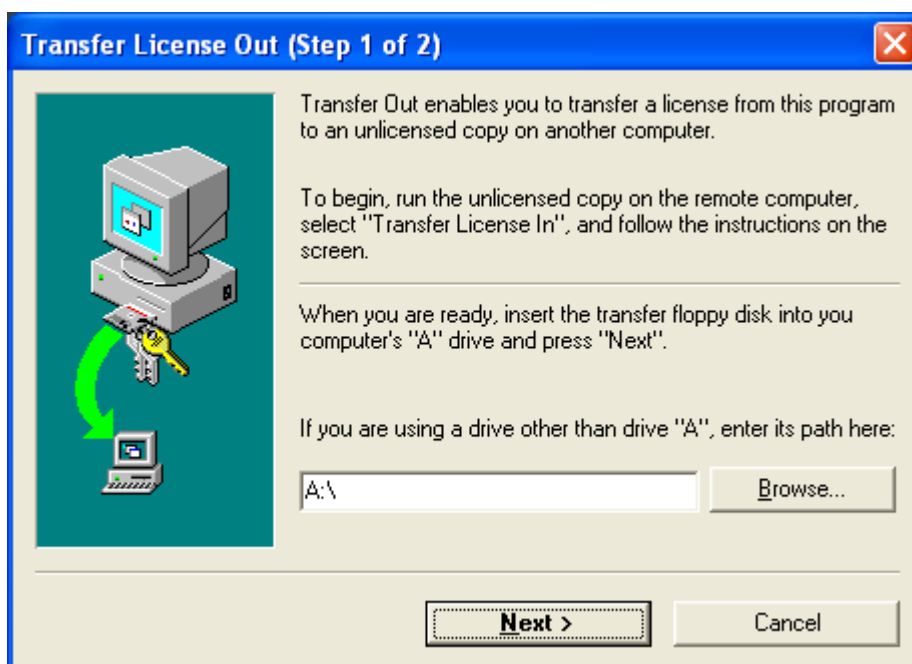 Transfer License Out (Step 1 of 2)
Transfer Out enables you to transfer a license from this program
to an unlicensed copy on another computer.
To begin, run the unlicensed copy on the remote computer,
select "Transfer License In", and follow the instructions on the
screen.
When you are ready, insert the transfer floppy disk into you
computer's "A" drive and press "Next".
If you are using a drive other than drive "A", enter its path here:
A:\
Browse...
Next >
Cancel